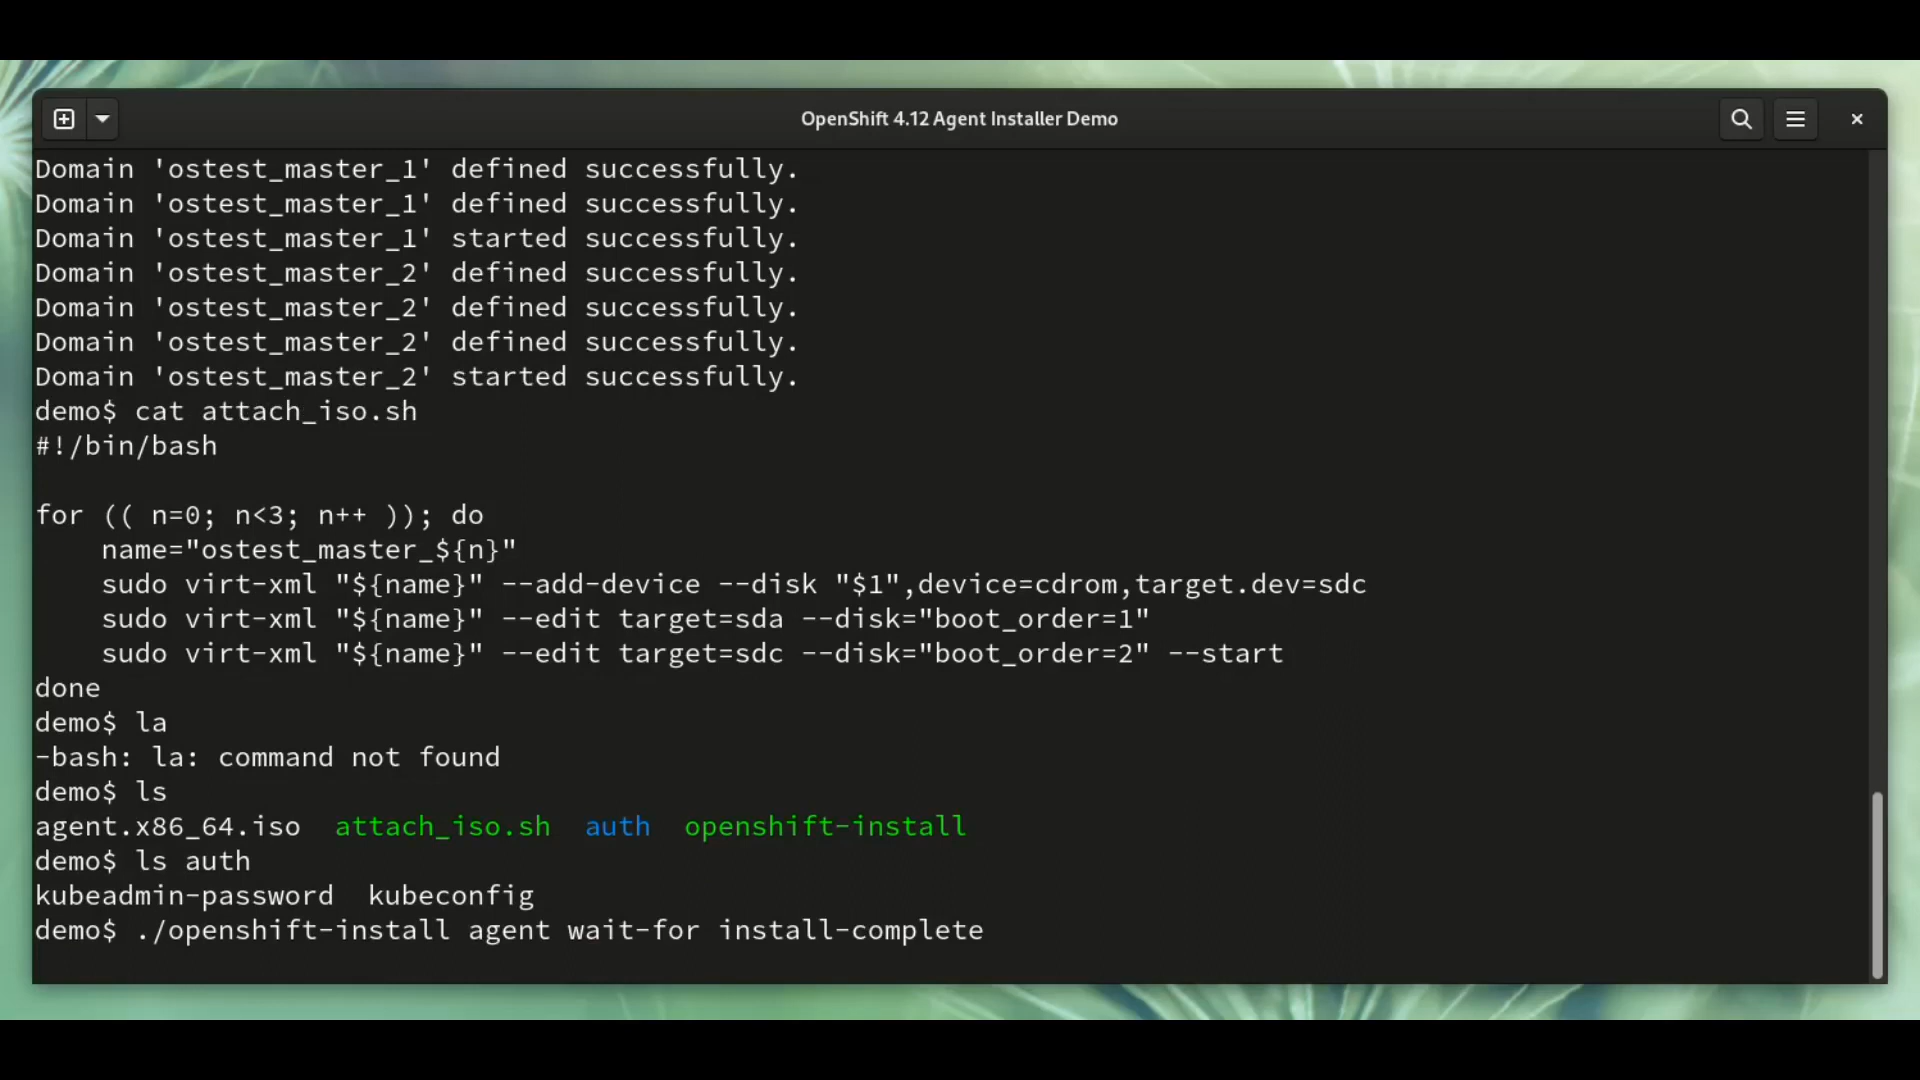 OpenShift 4.12 Agent Installer Demo
Domain 'ostest_master_1' defined successfully.
Domain 'ostest_master_1' defined successfully.
Domain 'ostest_master_1' started successfully.
Domain 'ostest_master_2' defined successfully.
Domain 'ostest_master_2' defined successfully.
Domain 'ostest_master_2' defined successfully.
Domain 'ostest_master_2' started successfully.
demo$ cat attach_iso.sh
#!/bin/bash
for (( n=0; n<3; n++ )); do
    name="ostest_master_${n}"
    sudo virt-xml "${name}" --add-device --disk "$1",device=cdrom,target.dev=sdc
    sudo virt-xml "${name}" --edit target=sda --disk="boot_order=1"
    sudo virt-xml "${name}" --edit target=sdc --disk="boot_order=2" --start
done
demo$ la
-bash: la: command not found
demo$ ls
agent.x86_64.iso  attach_iso.sh  auth  openshift-install
demo$ ls auth
kubeadmin-password  kubeconfig
demo$ ./openshift-install agent wait-for install-complete